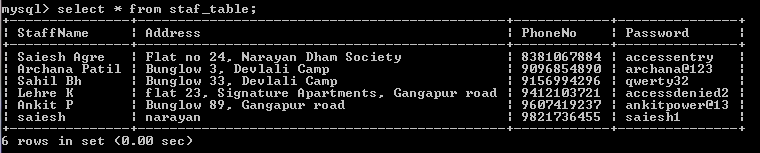 mysql> select * from staf_table;
+---------------+--------------------------------------------------+------------+---------------+
| StaffName | Address | PhoneNo | Password |
+---------------+--------------------------------------------------+------------+---------------+
| Saiesh Agre | Flat no 24, Narayan Dham Society | 8381067884 | accessentry |
| Archana Patil | Bunglow 3, Devlali Camp | 9096854890 | archana@123 |
| Sahil Bh | Bunglow 33, Devlali Camp | 9156994296 | qwerty32 |
| Lehre K | flat 23, Signature Apartments, Gangapur road | 9412103721 | accessdenied2 |
| Ankit P | Bunglow 89, Gangapur road | 9607419237 | ankitpower@13 |
| saiesh | narayan | 9821736455 | saiesh1 |
+---------------+--------------------------------------------------+------------+---------------+
6 rows in set (0.00 sec)